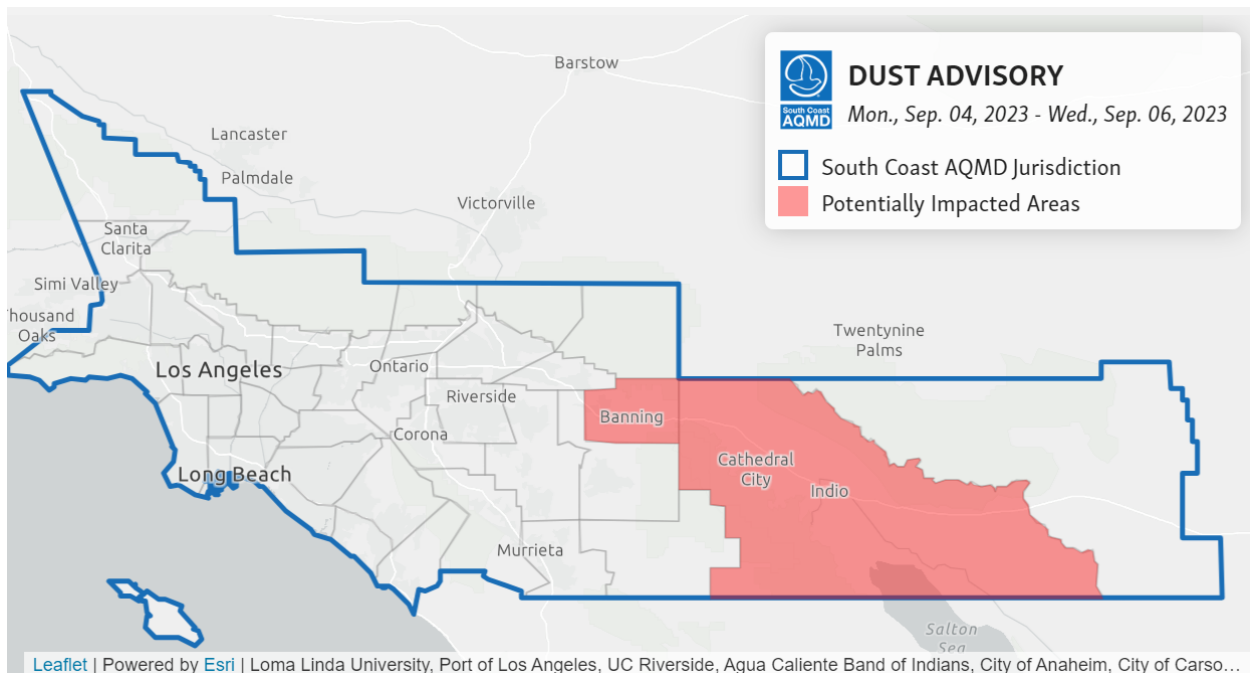 Barstow
DUST ADVISORY
South Coast
AQMD
Mon., Sep. 04, 2023 - Wed., Sep. 06, 2023
South Coast AQMD Jurisdiction
Potentially Impacted Areas
Lancaster
Palmdale
Victorville
Santa
Clarita
Simi Valley
Thousand
Oaks
Twentynine
Palms
Los Angeles
Ontario
Riverside
Banning
Corona
Long Beach
Cathedral
City
Indio
Murrieta
Salton
Sea
Leaflet | Powered by Esri | Loma Linda University, Port of Los Angeles, UC Riverside, Agua Caliente Band of Indians, City of Anaheim, City of Carso…